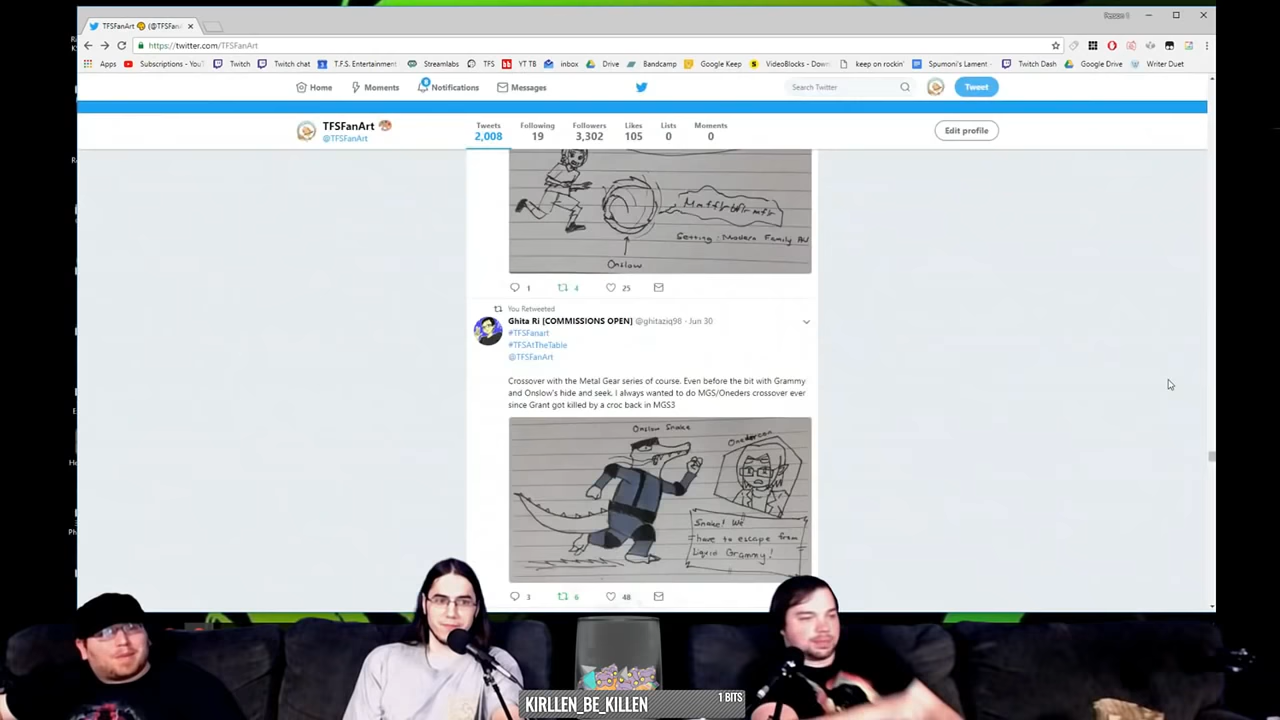 TFSFanArt (@TFSFan
Person 1
https://twitter.com/TFSFanArt
Apps Subscriptions - You Twitch Twitch chat T.F.S. Entertainment Streamlabs TFS YT TT inbox Drive Bandcamp Google Keep VideoBlocks - Down keep on rockin' Spumoni's Lament - Twitch Dash Google Drive Writer Duet
Home Moments Notifications Messages Search Twitter Tweet
TFSFanArt
@TFSFanArt
Tweets Following Followers Likes Lists Moments
2,008 19 3,302 105 0 0
Edit profile
Setting: Modern Family AU
Onslow
1 4 25
You Retweeted
Ghita Ri [COMMISSIONS OPEN] @ghitaziq98 - Jun 30
#TFSFanart
#TFSAtTheTable
@TFSFanArt
Crossover with the Metal Gear series of course. Even before the bit with Grammy
and Onslow's hide and seek. I always wanted to do MGS/Oneders crossover ever
since Grant got killed by a croc back in MGS3
Onslow Snake
Snake! We
have to escape from
Liquid Grammy!
3 6 48
KIRLLEN_BE_KILLEN 1 BITS